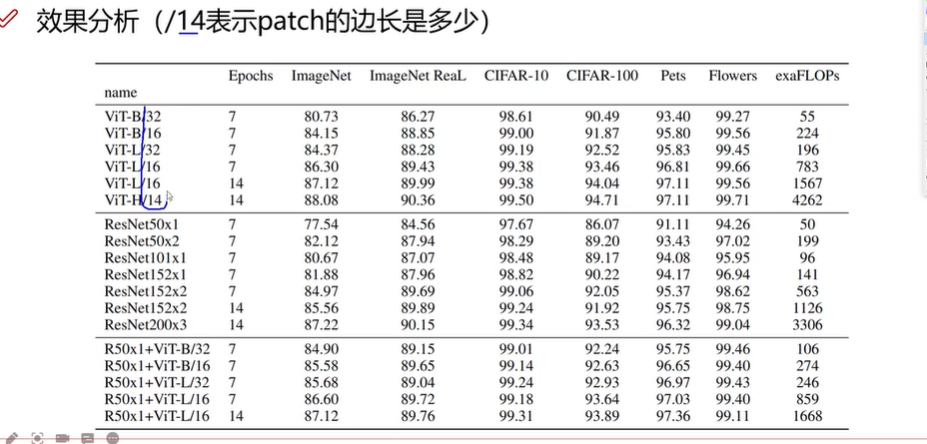 效果分析（/14表示patch的边长是多少）
Epochs ImageNet ImageNet ReaL CIFAR-10 CIFAR-100 Pets Flowers exaFLOPs
name
ViT-B/32 7 80.73 86.27 98.61 90.49 93.40 99.27 55
ViT-B/16 7 84.15 88.85 99.00 91.87 95.80 99.56 224
ViT-L/32 7 84.37 88.28 99.19 92.52 95.83 99.45 196
ViT-L/16 7 86.30 89.43 99.38 93.46 96.81 99.66 783
ViT-L/16 14 87.12 89.99 99.38 94.04 97.11 99.56 1567
ViT-H/14 14 88.08 90.36 99.50 94.71 97.11 99.71 4262
ResNet50x1 7 77.54 84.56 97.67 86.07 91.11 94.26 50
ResNet50x2 7 82.12 87.94 98.29 89.20 93.43 97.02 199
ResNet101x1 7 80.67 87.07 98.48 89.17 94.08 95.95 96
ResNet152x1 7 81.88 87.96 98.82 90.22 94.17 96.94 141
ResNet152x2 7 84.97 89.69 99.06 92.05 95.37 98.62 563
ResNet152x2 14 85.56 89.89 99.24 91.92 95.75 98.75 1126
ResNet200x3 14 87.22 90.15 99.34 93.53 96.32 99.04 3306
R50x1+ViT-B/32 7 84.90 89.15 99.01 92.24 95.75 99.46 106
R50x1+ViT-B/16 7 85.58 89.65 99.14 92.63 96.65 99.40 274
R50x1+ViT-L/32 7 85.68 89.04 99.24 92.93 96.97 99.43 246
R50x1+ViT-L/16 7 86.60 89.72 99.18 93.64 97.03 99.40 859
R50x1+ViT-L/16 14 87.12 89.76 99.31 93.89 97.36 99.11 1668